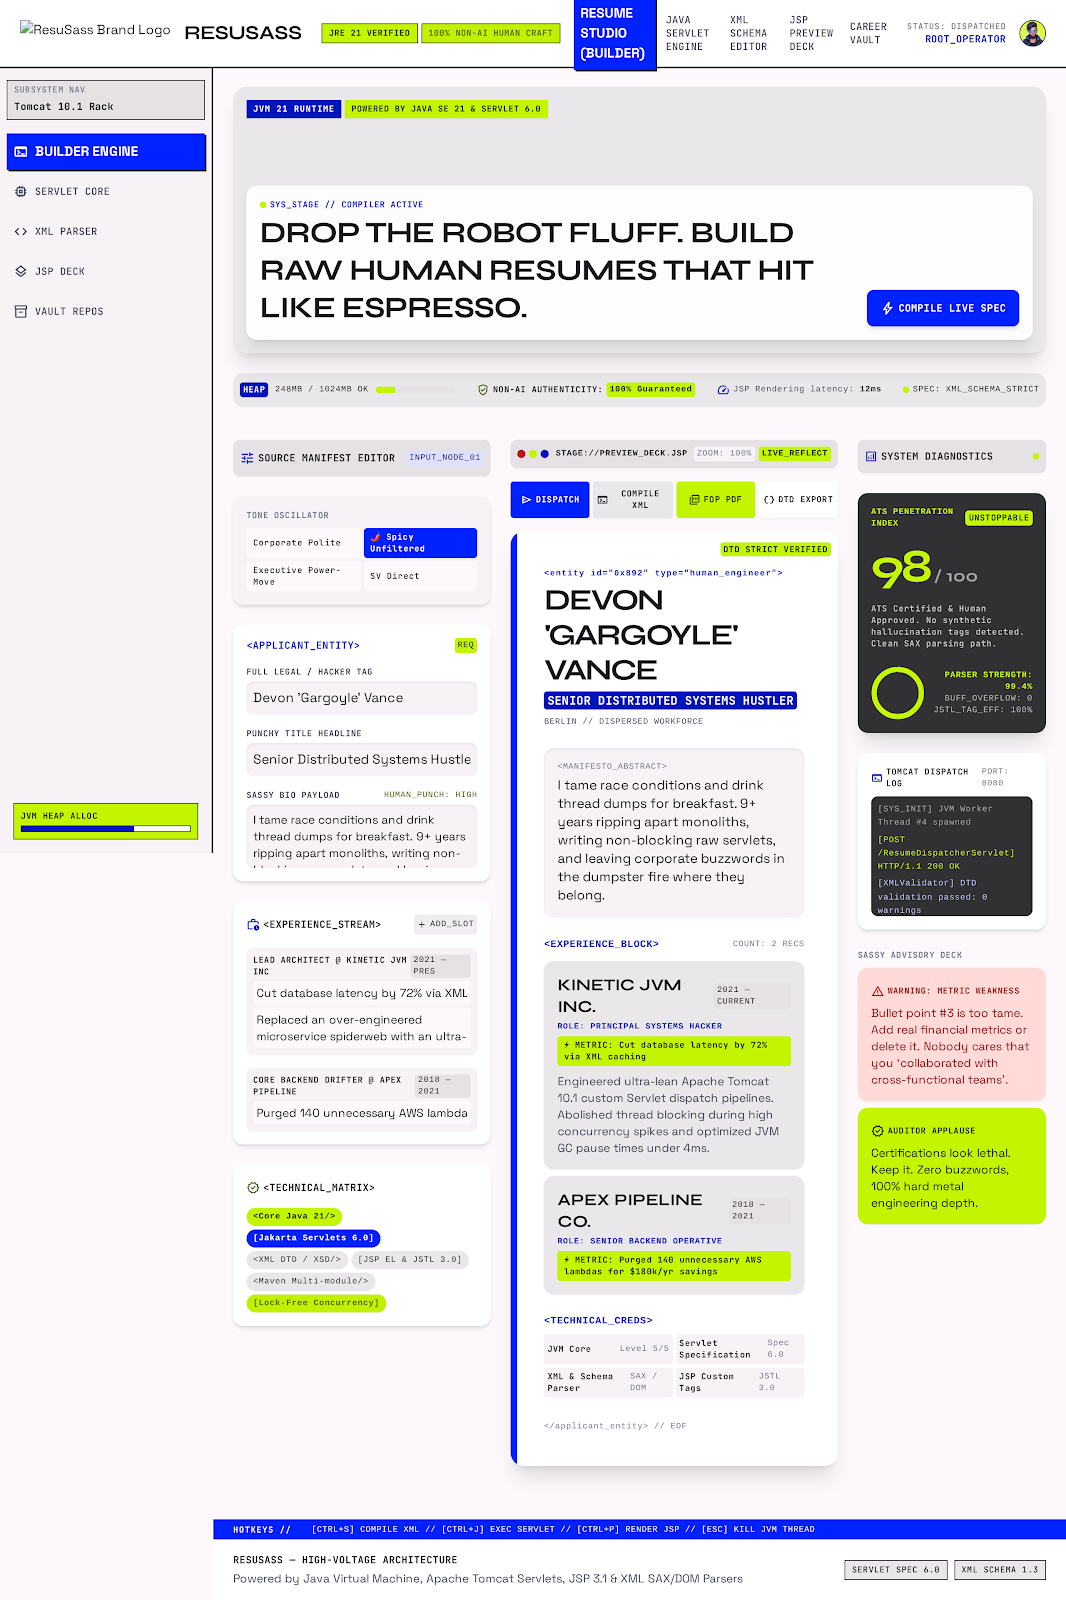 ResuSass Brand Logo
RESUSASS
JRE 21 VERIFIED
100% NON-AI HUMAN CRAFT
RESUME
STUDIO
(BUILDER)
JAVA
SERVLET
ENGINE
XML
SCHEMA
EDITOR
JSP
PREVIEW
DECK
CAREER
VAULT
STATUS: DISPATCHED
ROOT_OPERATOR
SUBSYSTEM NAV
Tomcat 10.1 Rack
BUILDER ENGINE
SERVLET CORE
XML PARSER
JSP DECK
VAULT REPOS
JVM HEAP ALLOC
JVM 21 RUNTIME
POWERED BY JAVA SE 21 & SERVLET 6.0
SYS_STAGE // COMPILER ACTIVE
DROP THE ROBOT FLUFF. BUILD
RAW HUMAN RESUMES THAT HIT
LIKE ESPRESSO.
COMPILE LIVE SPEC
HEAP
248MB / 1024MB OK
NON-AI AUTHENTICITY:
100% Guaranteed
JSP Rendering latency: 12ms
SPEC: XML_SCHEMA_STRICT
SOURCE MANIFEST EDITOR
INPUT_NODE_01
TONE OSCILLATOR
Corporate Polite
🌶️ Spicy
Unfiltered
Executive Power-
Move
SV Direct
<APPLICANT_ENTITY>
REQ
FULL LEGAL / HACKER TAG
Devon 'Gargoyle' Vance
PUNCHY TITLE HEADLINE
Senior Distributed Systems Hustle
SASSY BIO PAYLOAD
HUMAN_PUNCH: HIGH
I tame race conditions and drink
thread dumps for breakfast. 9+ years
ripping apart monoliths, writing non-
<EXPERIENCE_STREAM>
+ ADD_SLOT
LEAD ARCHITECT @ KINETIC JVM
INC
2021 —
PRES
Cut database latency by 72% via XML
Replaced an over-engineered
microservice spiderweb with an ultra-
CORE BACKEND DRIFTER @ APEX
PIPELINE
2018 —
2021
Purged 140 unnecessary AWS lambda
<TECHNICAL_MATRIX>
<Core Java 21/>
[Jakarta Servlets 6.0]
<XML DTD / XSD/>
[JSP EL & JSTL 3.0]
<Maven Multi-module/>
[Lock-Free Concurrency]
STAGE://PREVIEW_DECK.JSP
ZOOM: 100%
LIVE_REFLECT
DISPATCH
COMPILE
XML
FOP PDF
DTD EXPORT
DTD STRICT VERIFIED
<entity id="0x892" type="human_engineer">
DEVON
'GARGOYLE'
VANCE
SENIOR DISTRIBUTED SYSTEMS HUSTLER
BERLIN // DISPERSED WORKFORCE
<MANIFESTO_ABSTRACT>
I tame race conditions and drink
thread dumps for breakfast. 9+
years ripping apart monoliths,
writing non-blocking raw servlets,
and leaving corporate buzzwords in
the dumpster fire where they
belong.
<EXPERIENCE_BLOCK>
COUNT: 2 RECS
KINETIC JVM
INC.
2021 —
CURRENT
ROLE: PRINCIPAL SYSTEMS HACKER
⚡ METRIC: Cut database latency by 72%
via XML caching
Engineered ultra-lean Apache Tomcat
10.1 custom Servlet dispatch pipelines.
Abolished thread blocking during high
concurrency spikes and optimized JVM
GC pause times under 4ms.
APEX PIPELINE
CO.
2018 —
2021
ROLE: SENIOR BACKEND OPERATIVE
⚡ METRIC: Purged 140 unnecessary AWS
lambdas for $180k/yr savings
<TECHNICAL_CREDS>
JVM Core
Level 5/5
Servlet
Specification
Spec
6.0
XML & Schema
Parser
SAX /
DOM
JSP Custom
Tags
JSTL
3.0
</applicant_entity> // EOF
SYSTEM DIAGNOSTICS
ATS PENETRATION
INDEX
UNSTOPPABLE
98 / 100
ATS Certified & Human
Approved. No synthetic
hallucination tags detected.
Clean SAX parsing path.
PARSER STRENGTH:
99.4%
BUFF_OVERFLOW: 0
JSTL_TAG_EFF: 100%
TOMCAT DISPATCH
LOG
PORT:
8080
[SYS_INIT] JVM Worker
Thread #4 spawned
[POST
/ResumeDispatcherServlet]
HTTP/1.1 200 OK
[XMLValidator] DTD
validation passed: 0
warnings
SASSY ADVISORY DECK
WARNING: METRIC WEAKNESS
Bullet point #3 is too tame.
Add real financial metrics or
delete it. Nobody cares that
you 'collaborated with
cross-functional teams'.
AUDITOR APPLAUSE
Certifications look lethal.
Keep it. Zero buzzwords,
100% hard metal
engineering depth.
HOTKEYS //
[CTRL+S] COMPILE XML // [CTRL+J] EXEC SERVLET // [CTRL+P] RENDER JSP // [ESC] KILL JVM THREAD
RESUSASS — HIGH-VOLTAGE ARCHITECTURE
Powered by Java Virtual Machine, Apache Tomcat Servlets, JSP 3.1 & XML SAX/DOM Parsers
SERVLET SPEC 6.0
XML SCHEMA 1.3